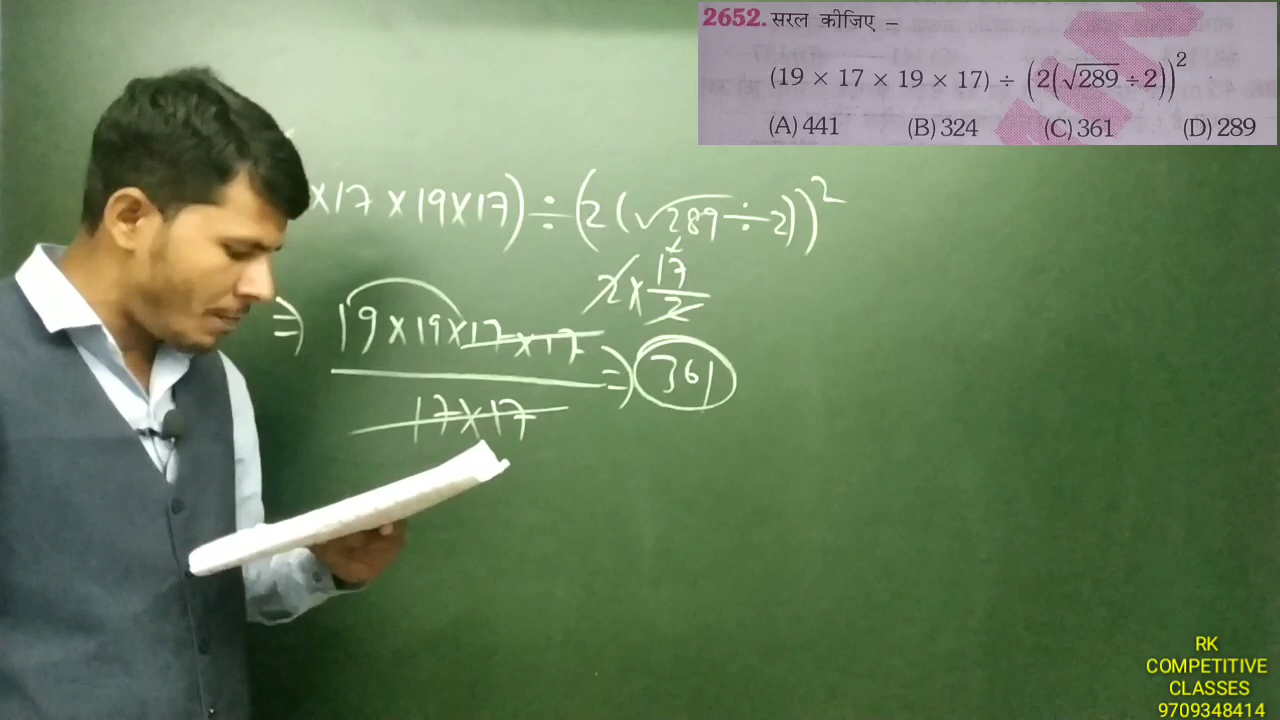 2652. सरल कीजिए –
(19 × 17 × 19 × 17) ÷ (2(√289 ÷ 2))²
(A) 441 (B) 324 (C) 361 (D) 289
×17 ×19×17) ÷ (2(√289 ÷ 2))²
2 × 17/2
⇒ 19×19×17×17 / 17×17 ⇒ 361
RK
COMPETITIVE
CLASSES
9709348414